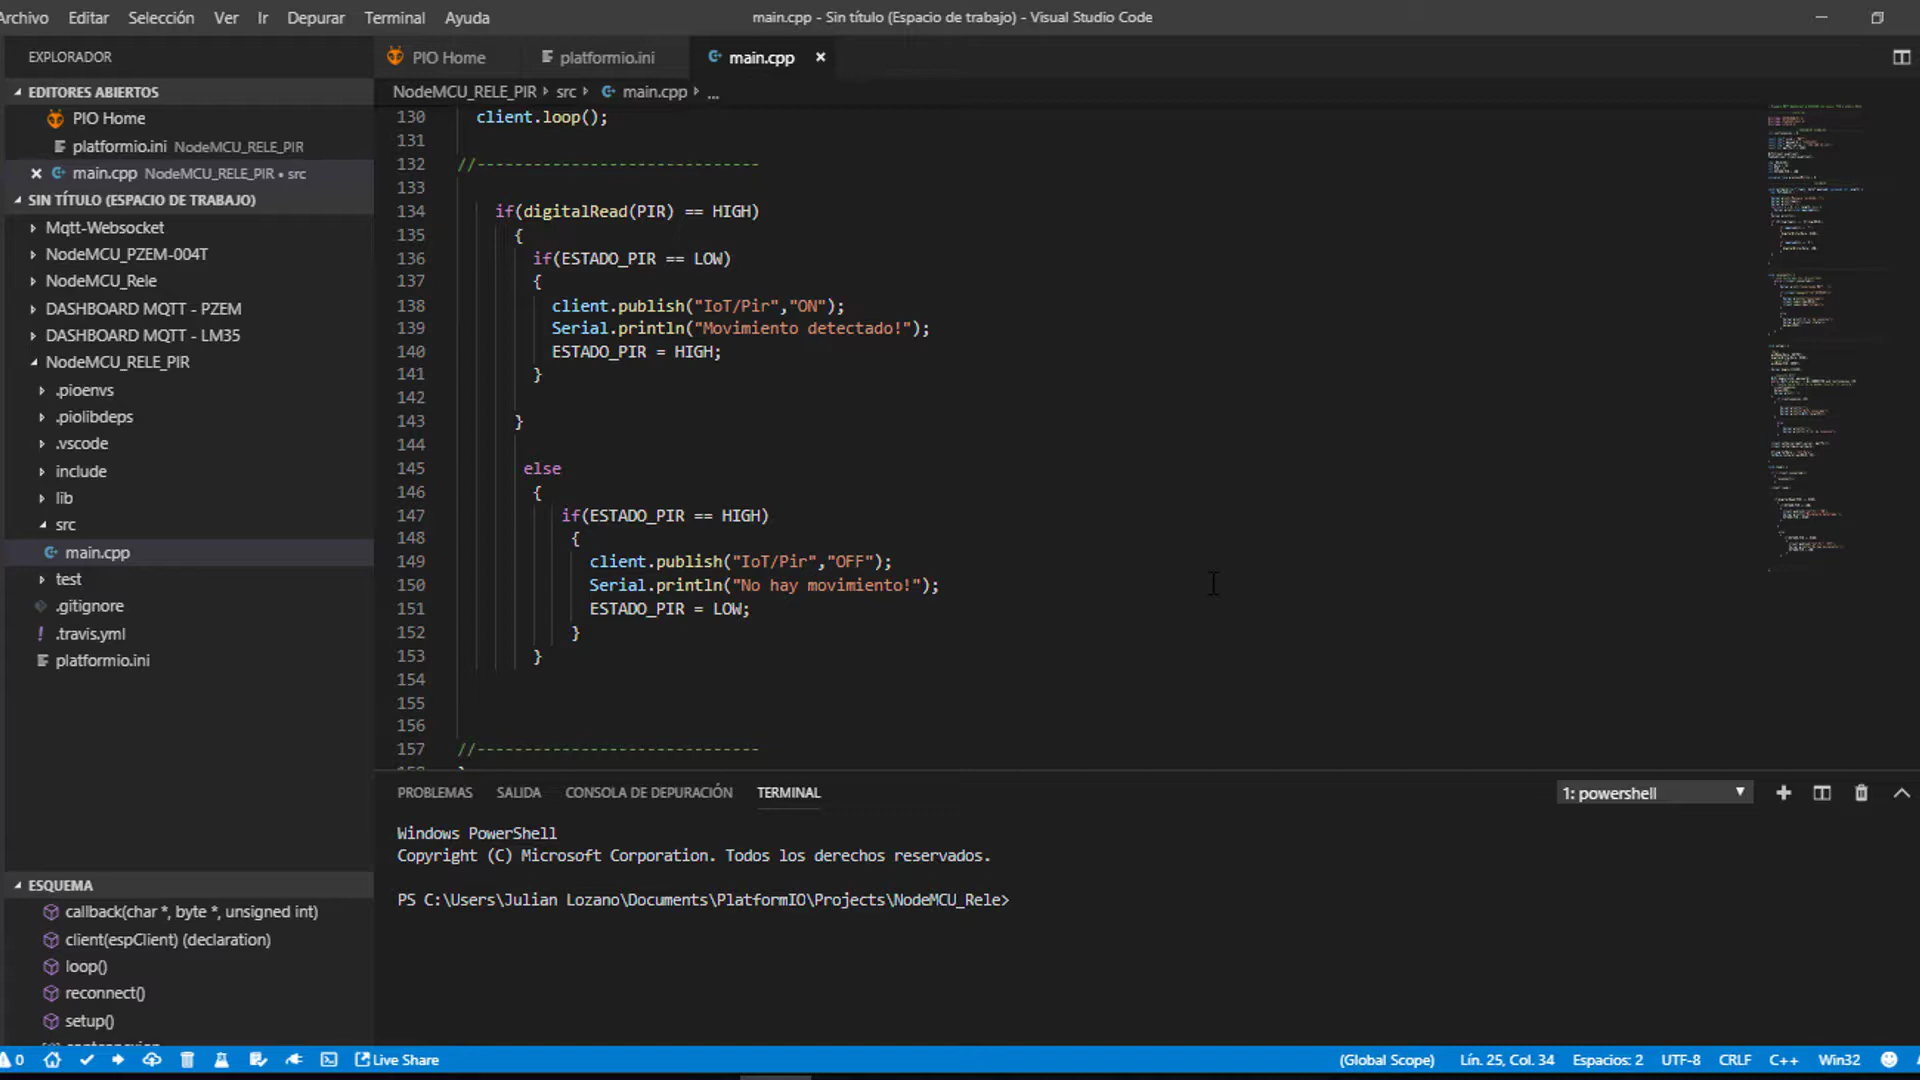 Archivo Editar Selección Ver Ir Depurar Terminal Ayuda main.cpp - Sin título (Espacio de trabajo) - Visual Studio Code
EXPLORADOR
EDITORES ABIERTOS
PIO Home
platformio.ini NodeMCU_RELE_PIR
main.cpp NodeMCU_RELE_PIR • src
SIN TÍTULO (ESPACIO DE TRABAJO)
Mqtt-Websocket
NodeMCU_PZEM-004T
NodeMCU_Rele
DASHBOARD MQTT - PZEM
DASHBOARD MQTT - LM35
NodeMCU_RELE_PIR
.pioenvs
.piolibdeps
.vscode
include
lib
src
main.cpp
test
.gitignore
.travis.yml
platformio.ini
ESQUEMA
callback(char *, byte *, unsigned int)
client(espClient) (declaration)
loop()
reconnect()
setup()
PIO Home platformio.ini main.cpp
NodeMCU_RELE_PIR src main.cpp ...
130 client.loop();
131
132 //------------------------------
133
134 if(digitalRead(PIR) == HIGH)
135 {
136 if(ESTADO_PIR == LOW)
137 {
138 client.publish("IoT/Pir","ON");
139 Serial.println("Movimiento detectado!");
140 ESTADO_PIR = HIGH;
141 }
142
143 }
144
145 else
146 {
147 if(ESTADO_PIR == HIGH)
148 {
149 client.publish("IoT/Pir","OFF");
150 Serial.println("No hay movimiento!");
151 ESTADO_PIR = LOW;
152 }
153 }
154
155
156
157 //------------------------------
PROBLEMAS SALIDA CONSOLA DE DEPURACIÓN TERMINAL 1: powershell
Windows PowerShell
Copyright (C) Microsoft Corporation. Todos los derechos reservados.
PS C:\Users\Julian Lozano\Documents\PlatformIO\Projects\NodeMCU_Rele>
0 Live Share (Global Scope) Lín. 25, Col. 34 Espacios: 2 UTF-8 CRLF C++ Win32